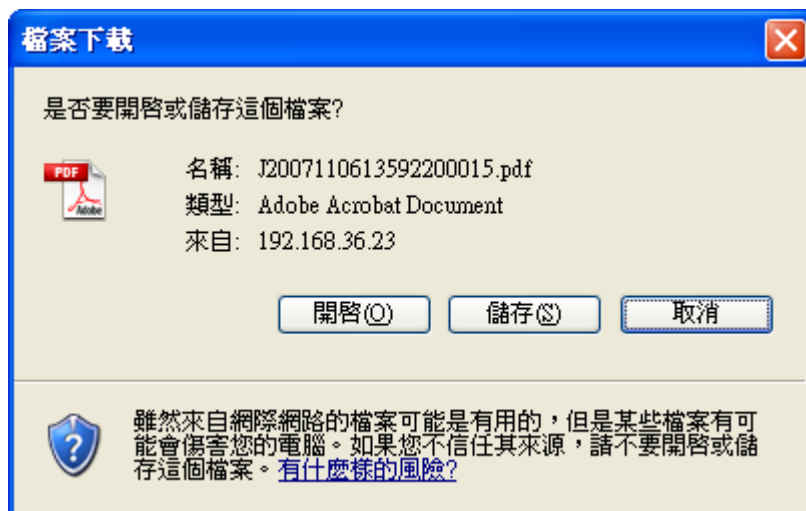 檔案下載
是否要開啓或儲存這個檔案?
PDF
Adobe
名稱: J2007110613592200015.pdf
類型: Adobe Acrobat Document
來自: 192.168.36.23
開啓(O)
儲存(S)
取消
雖然來自網際網路的檔案可能是有用的，但是某些檔案有可
能會傷害您的電腦。如果您不信任其來源，請不要開啓或儲
存這個檔案。有什麼樣的風險?